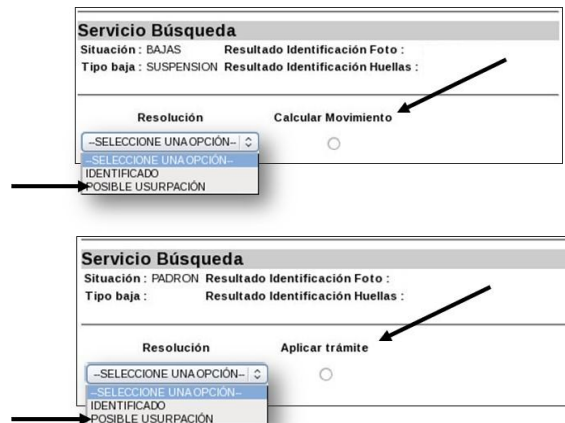 Servicio Búsqueda
Situación : BAJAS Resultado Identificación Foto :
Tipo baja : SUSPENSION Resultado Identificación Huellas :
Resolución Calcular Movimiento
--SELECCIONE UNA OPCIÓN--
--SELECCIONE UNA OPCIÓN--
IDENTIFICADO
POSIBLE USURPACIÓN
Servicio Búsqueda
Situación : PADRON Resultado Identificación Foto :
Tipo baja : Resultado Identificación Huellas :
Resolución Aplicar trámite
--SELECCIONE UNA OPCIÓN--
--SELECCIONE UNA OPCIÓN--
IDENTIFICADO
POSIBLE USURPACIÓN